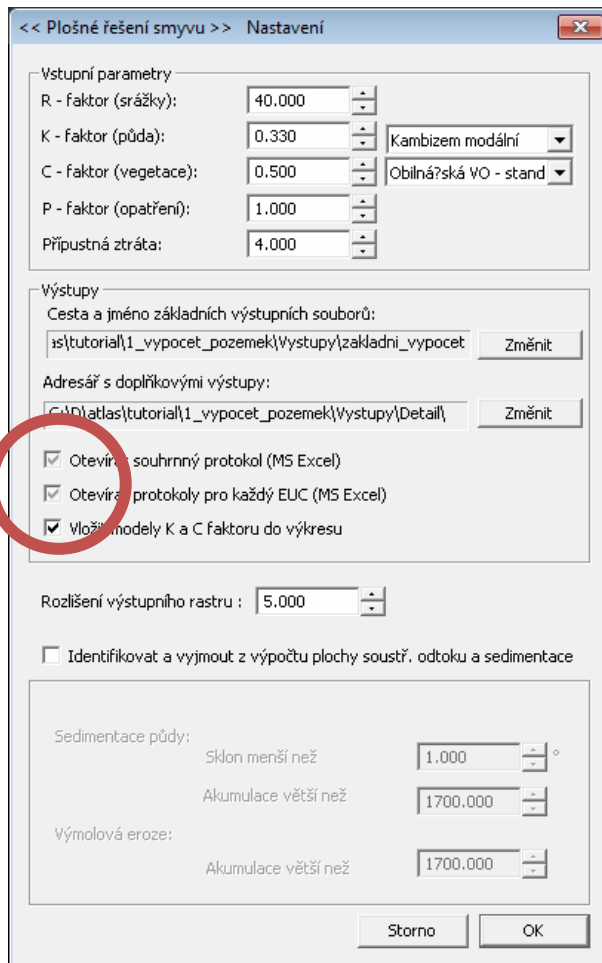 << Plošné řešení smyvu >> Nastavení
Vstupní parametry
R - faktor (srážky): 40.000
K - faktor (půda): 0.330 Kambizem modální
C - faktor (vegetace): 0.500 Obilná?ská VO - stand
P - faktor (opatření): 1.000
Přípustná ztráta: 4.000
Výstupy
Cesta a jméno základních výstupních souborů:
as\tutorial\1_vypocet_pozemek\Vystupy\zakladni_vypocet Změnit
Adresář s doplňkovými výstupy:
C:\D\atlas\tutorial\1_vypocet_pozemek\Vystupy\Detail\ Změnit
Otevírat souhrnný protokol (MS Excel)
Otevírat protokoly pro každý EUC (MS Excel)
Vložit modely K a C faktoru do výkresu
Rozlišení výstupního rastru : 5.000
Identifikovat a vyjmout z výpočtu plochy soustř. odtoku a sedimentace
Sedimentace půdy:
Sklon menší než 1.000 °
Akumulace větší než 1700.000
Výmolová eroze:
Akumulace větší než 1700.000
Storno OK